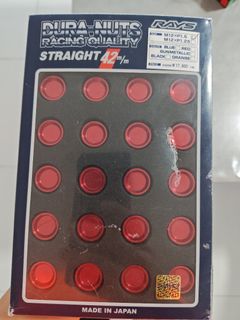 DURA-NUTS
RACING QUALITY
STRAIGHT 42m/m
RAYS
M12×P1.5
M12×P1.25
BLUE RED
GUNMETALLIC
BLACK ORANGE
MADE IN JAPAN